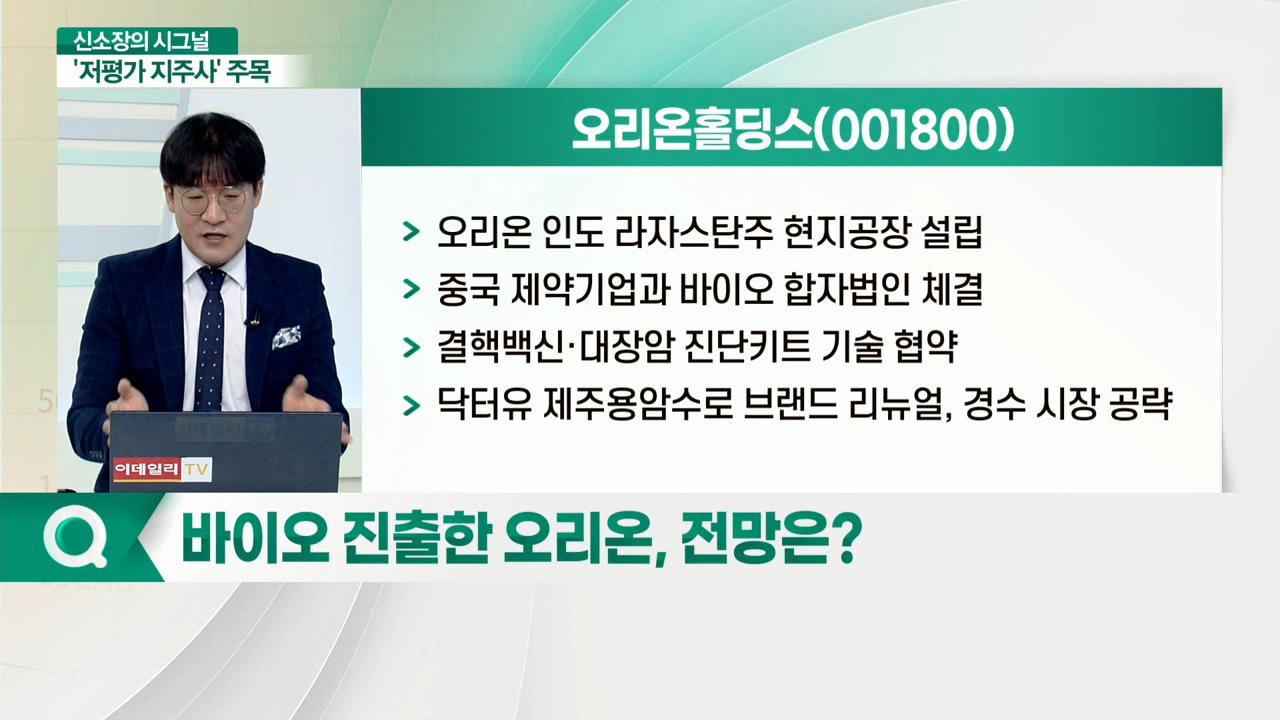 신소장의 시그널
'저평가 지주사' 주목
오리온홀딩스(001800)
> 오리온 인도 라자스탄주 현지공장 설립
> 중국 제약기업과 바이오 합자법인 체결
> 결핵백신·대장암 진단키트 기술 협약
> 닥터유 제주용암수로 브랜드 리뉴얼, 경수 시장 공략
이데일리 TV
바이오 진출한 오리온, 전망은?